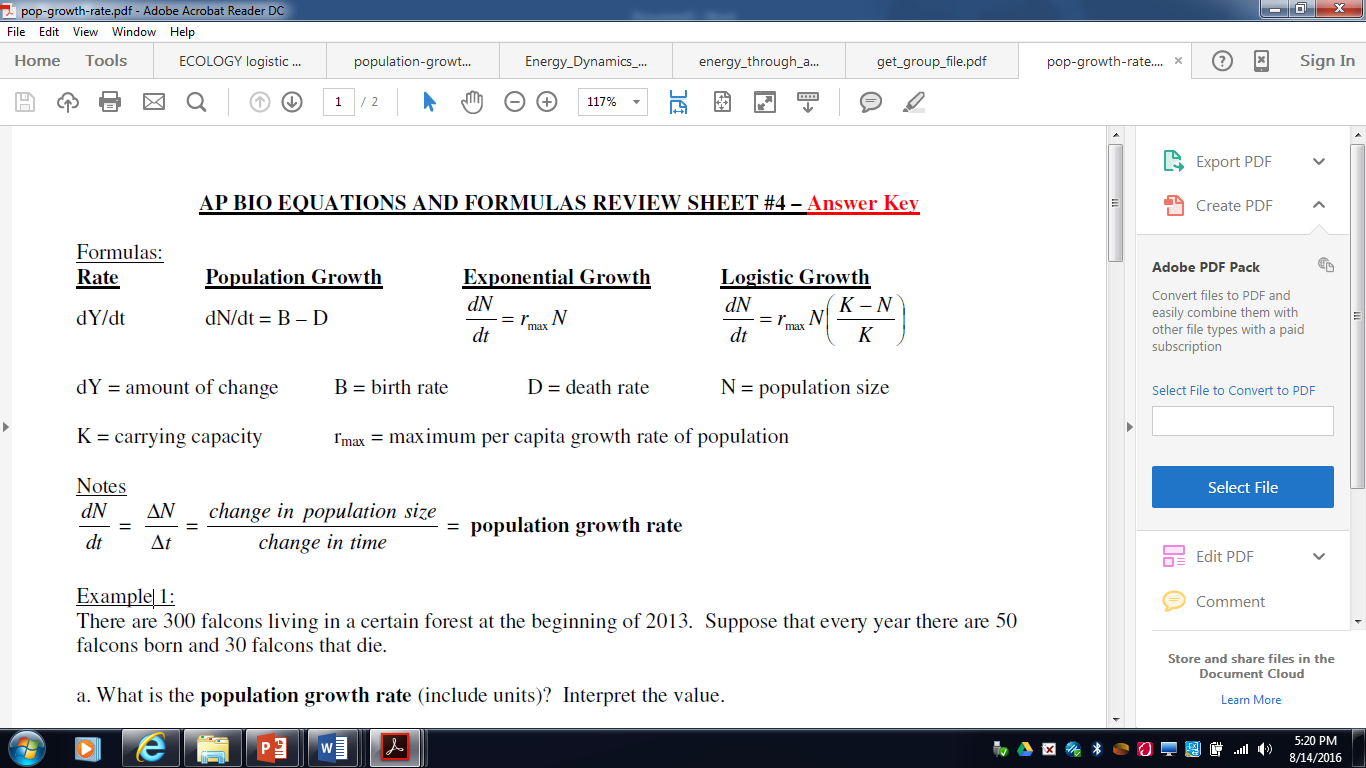 pop-growth-rate.pdf - Adobe Acrobat Reader DC
File Edit View Window Help
Home Tools ECOLOGY logistic ... population-growt... Energy_Dynamics_... energy_through_a... get_group_file.pdf pop-growth-rate.... × Sign In
1 / 2 117%
AP BIO EQUATIONS AND FORMULAS REVIEW SHEET #4 – Answer Key
Formulas:
Rate Population Growth Exponential Growth Logistic Growth
dY/dt dN/dt = B – D dN/dt = rmax N dN/dt = rmax N ( K – N / K )
dY = amount of change B = birth rate D = death rate N = population size
K = carrying capacity rmax = maximum per capita growth rate of population
Notes
dN/dt = ΔN/Δt = change in population size / change in time = population growth rate
Example 1:
There are 300 falcons living in a certain forest at the beginning of 2013. Suppose that every year there are 50
falcons born and 30 falcons that die.
a. What is the population growth rate (include units)? Interpret the value.
Export PDF
Create PDF
Adobe PDF Pack
Convert files to PDF and
easily combine them with
other file types with a paid
subscription
Select File to Convert to PDF
Select File
Edit PDF
Comment
Store and share files in the
Document Cloud
Learn More
5:20 PM
8/14/2016